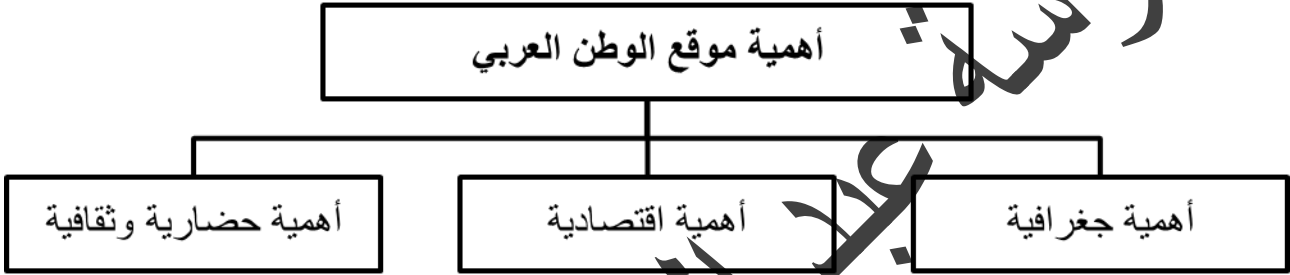 أهمية موقع الوطن العربي
أهمية جغرافية
أهمية اقتصادية
أهمية حضارية وثقافية